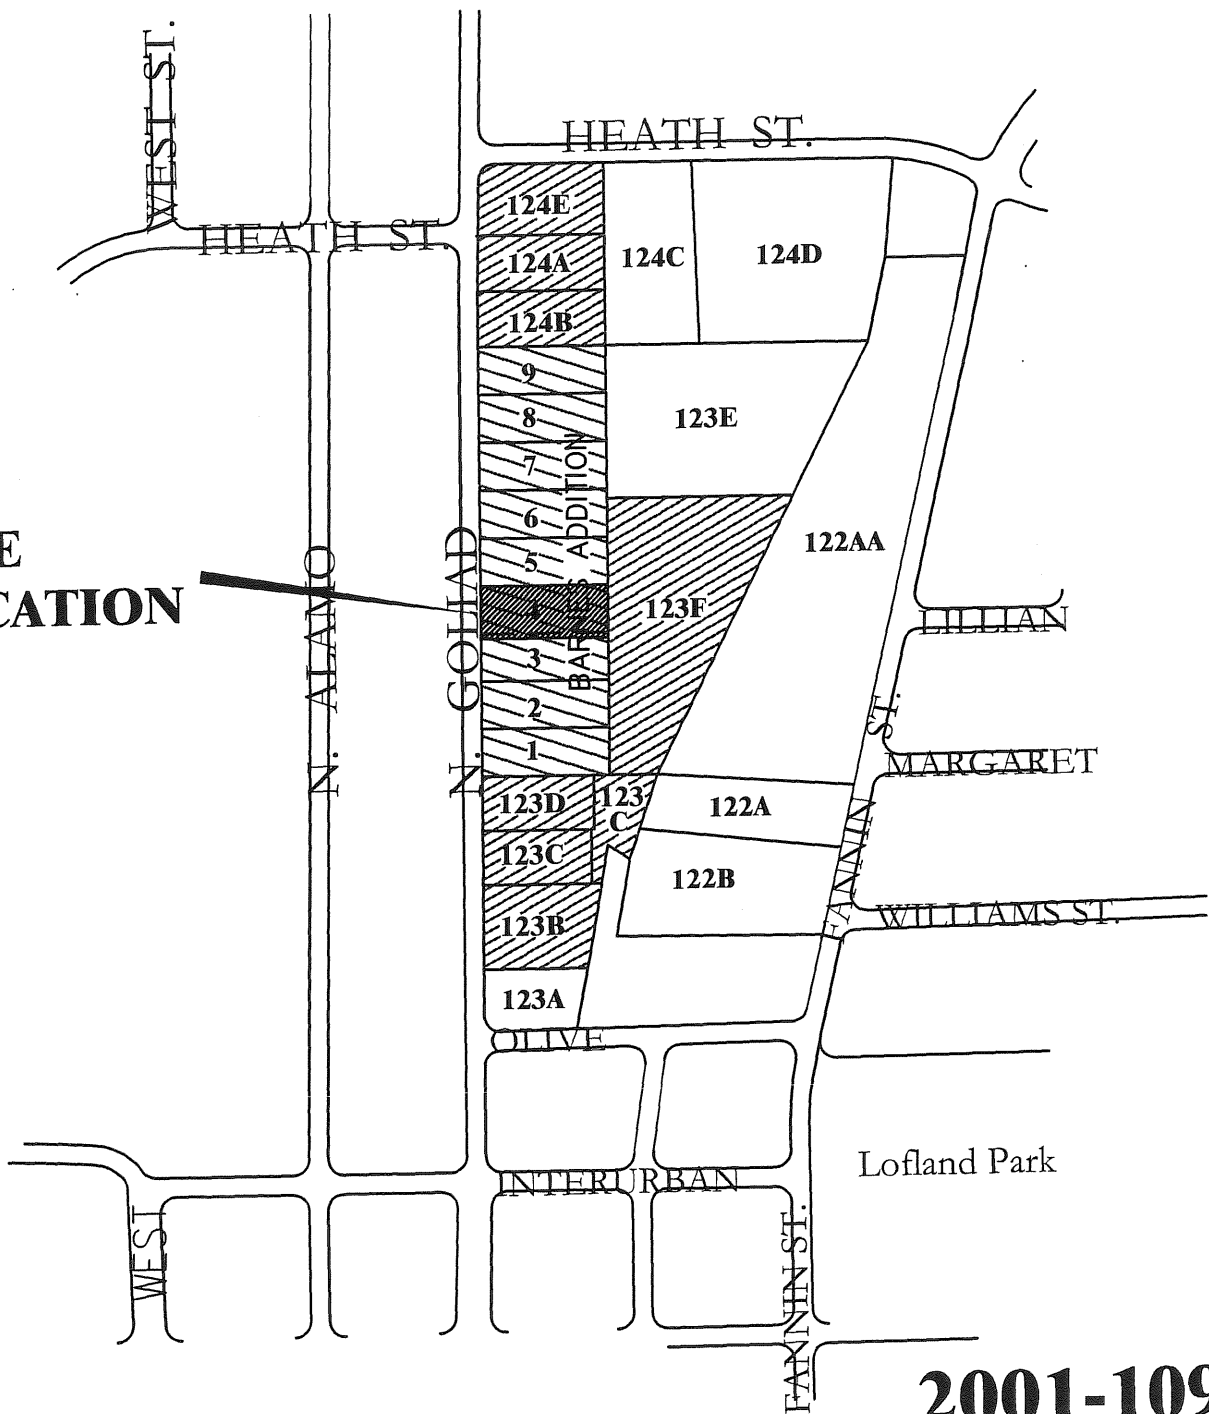 WEST ST.
HEATH ST.
HEATH ST.
124E
124A
124C
124D
124B
9
8
123E
7
BARNES ADDITION
6
122AA
5
E
CATION
4
123F
LILLIAN
3
N. ALAMO
N. GOLIAD
2
1
MARGARET
123D
123
C
122A
123C
122B
123B
FANNIN ST.
WILLIAMS ST.
123A
OLIVE
Lofland Park
INTERURBAN
WEST
FANNIN ST.
2001-109